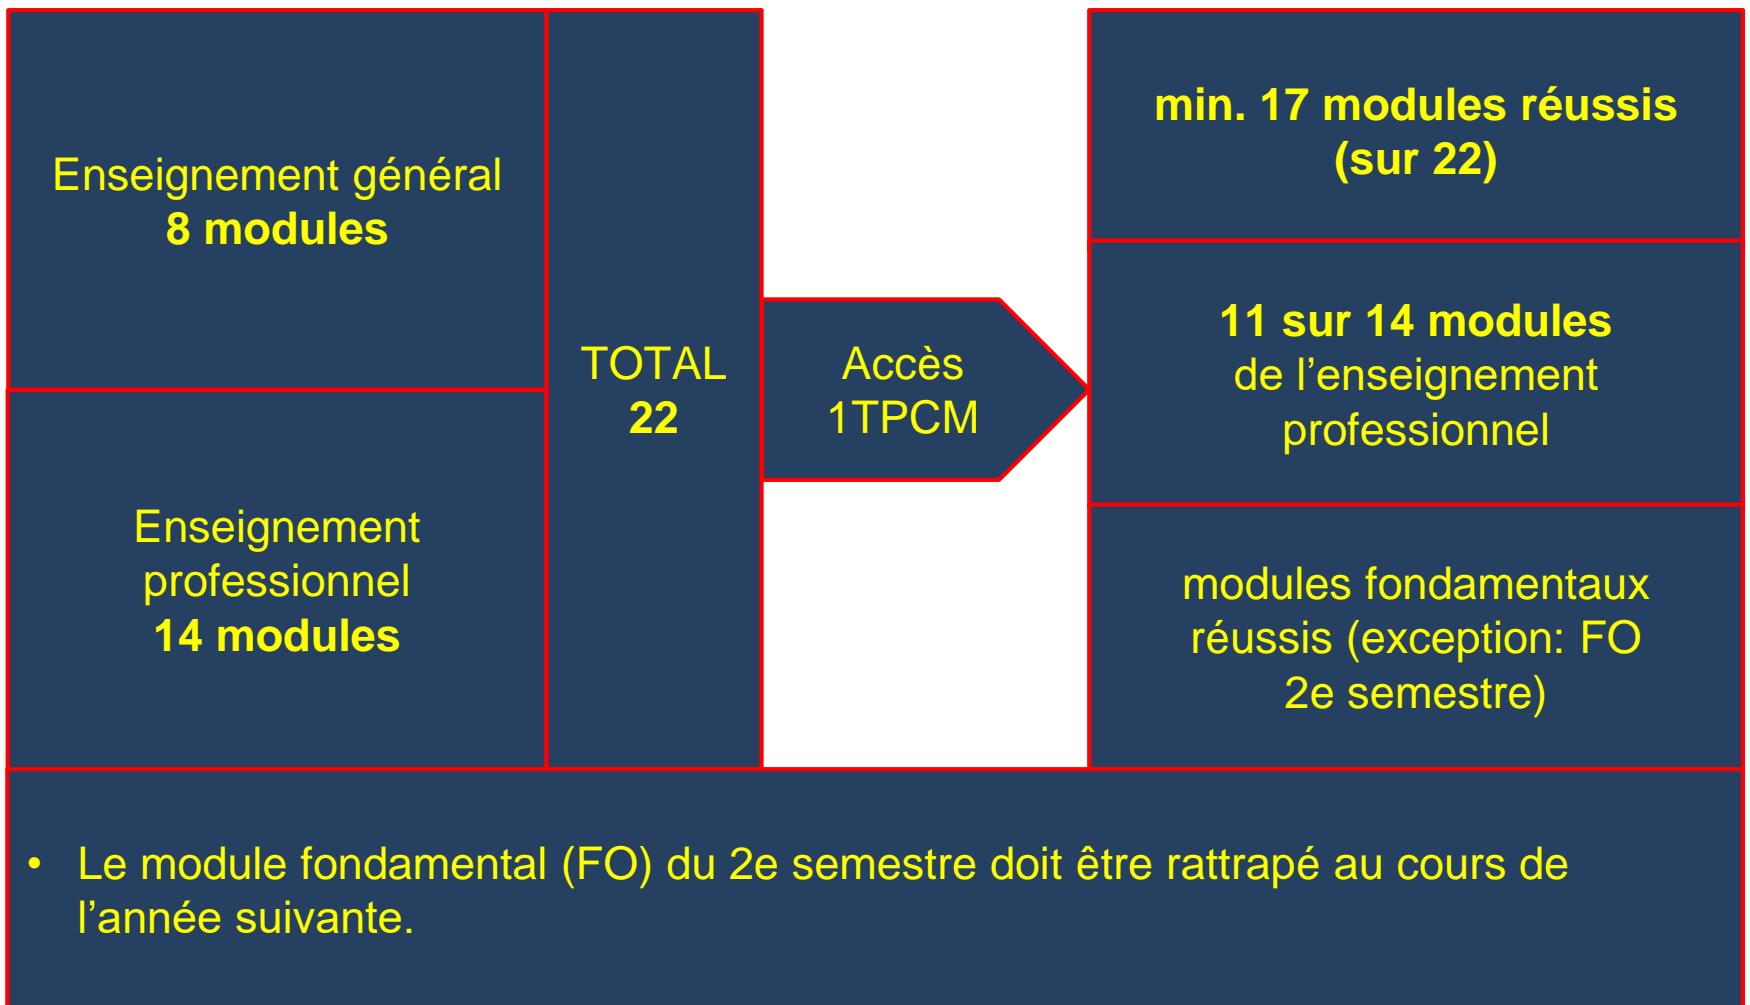 Enseignement général
8 modules
Enseignement
professionnel
14 modules
TOTAL
22
Accès
1TPCM
min. 17 modules réussis
(sur 22)
11 sur 14 modules
de l’enseignement
professionnel
modules fondamentaux
réussis (exception: FO
2e semestre)
• Le module fondamental (FO) du 2e semestre doit être rattrapé au cours de
l’année suivante.